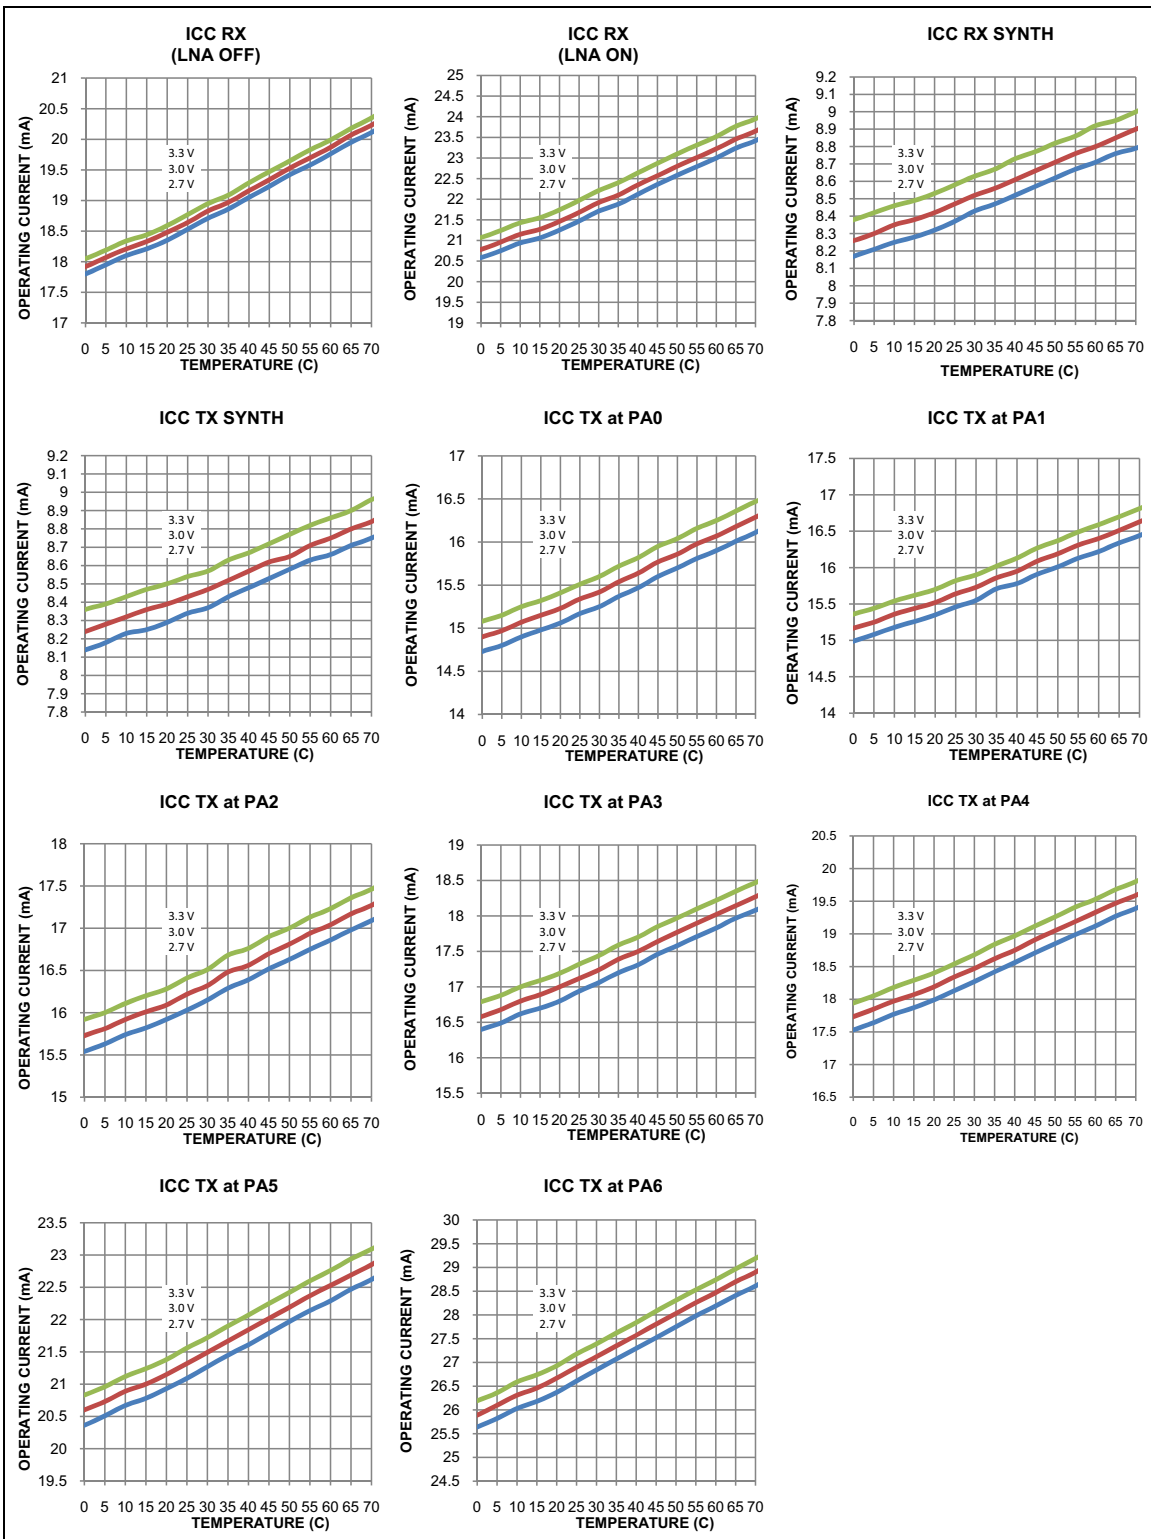 ICC RX
(LNA OFF)
OPERATING CURRENT (mA)
21
20.5
20
19.5
19
18.5
18
17.5
17
3.3 V
3.0 V
2.7 V
0 5 10 15 20 25 30 35 40 45 50 55 60 65 70
TEMPERATURE (C)
ICC RX
(LNA ON)
OPERATING CURRENT (mA)
25
24.5
24
23.5
23
22.5
22
21.5
21
20.5
20
19.5
19
3.3 V
3.0 V
2.7 V
0 5 10 15 20 25 30 35 40 45 50 55 60 65 70
TEMPERATURE (C)
ICC RX SYNTH
OPERATING CURRENT (mA)
9.2
9.1
9
8.9
8.8
8.7
8.6
8.5
8.4
8.3
8.2
8.1
8
7.9
7.8
3.3 V
3.0 V
2.7 V
0 5 10 15 20 25 30 35 40 45 50 55 60 65 70
TEMPERATURE (C)
ICC TX SYNTH
OPERATING CURRENT (mA)
9.2
9.1
9
8.9
8.8
8.7
8.6
8.5
8.4
8.3
8.2
8.1
8
7.9
7.8
3.3 V
3.0 V
2.7 V
0 5 10 15 20 25 30 35 40 45 50 55 60 65 70
TEMPERATURE (C)
ICC TX at PA0
OPERATING CURRENT (mA)
17
16.5
16
15.5
15
14.5
14
3.3 V
3.0 V
2.7 V
0 5 10 15 20 25 30 35 40 45 50 55 60 65 70
TEMPERATURE (C)
ICC TX at PA1
OPERATING CURRENT (mA)
17.5
17
16.5
16
15.5
15
14.5
14
3.3 V
3.0 V
2.7 V
0 5 10 15 20 25 30 35 40 45 50 55 60 65 70
TEMPERATURE (C)
ICC TX at PA2
OPERATING CURRENT (mA)
18
17.5
17
16.5
16
15.5
15
3.3 V
3.0 V
2.7 V
0 5 10 15 20 25 30 35 40 45 50 55 60 65 70
TEMPERATURE (C)
ICC TX at PA3
OPERATING CURRENT (mA)
19
18.5
18
17.5
17
16.5
16
15.5
3.3 V
3.0 V
2.7 V
0 5 10 15 20 25 30 35 40 45 50 55 60 65 70
TEMPERATURE (C)
ICC TX at PA4
OPERATING CURRENT (mA)
20.5
20
19.5
19
18.5
18
17.5
17
16.5
3.3 V
3.0 V
2.7 V
0 5 10 15 20 25 30 35 40 45 50 55 60 65 70
TEMPERATURE (C)
ICC TX at PA5
OPERATING CURRENT (mA)
23.5
23
22.5
22
21.5
21
20.5
20
19.5
3.3 V
3.0 V
2.7 V
0 5 10 15 20 25 30 35 40 45 50 55 60 65 70
TEMPERATURE (C)
ICC TX at PA6
OPERATING CURRENT (mA)
30
29.5
29
28.5
28
27.5
27
26.5
26
25.5
25
24.5
3.3 V
3.0 V
2.7 V
0 5 10 15 20 25 30 35 40 45 50 55 60 65 70
TEMPERATURE (C)